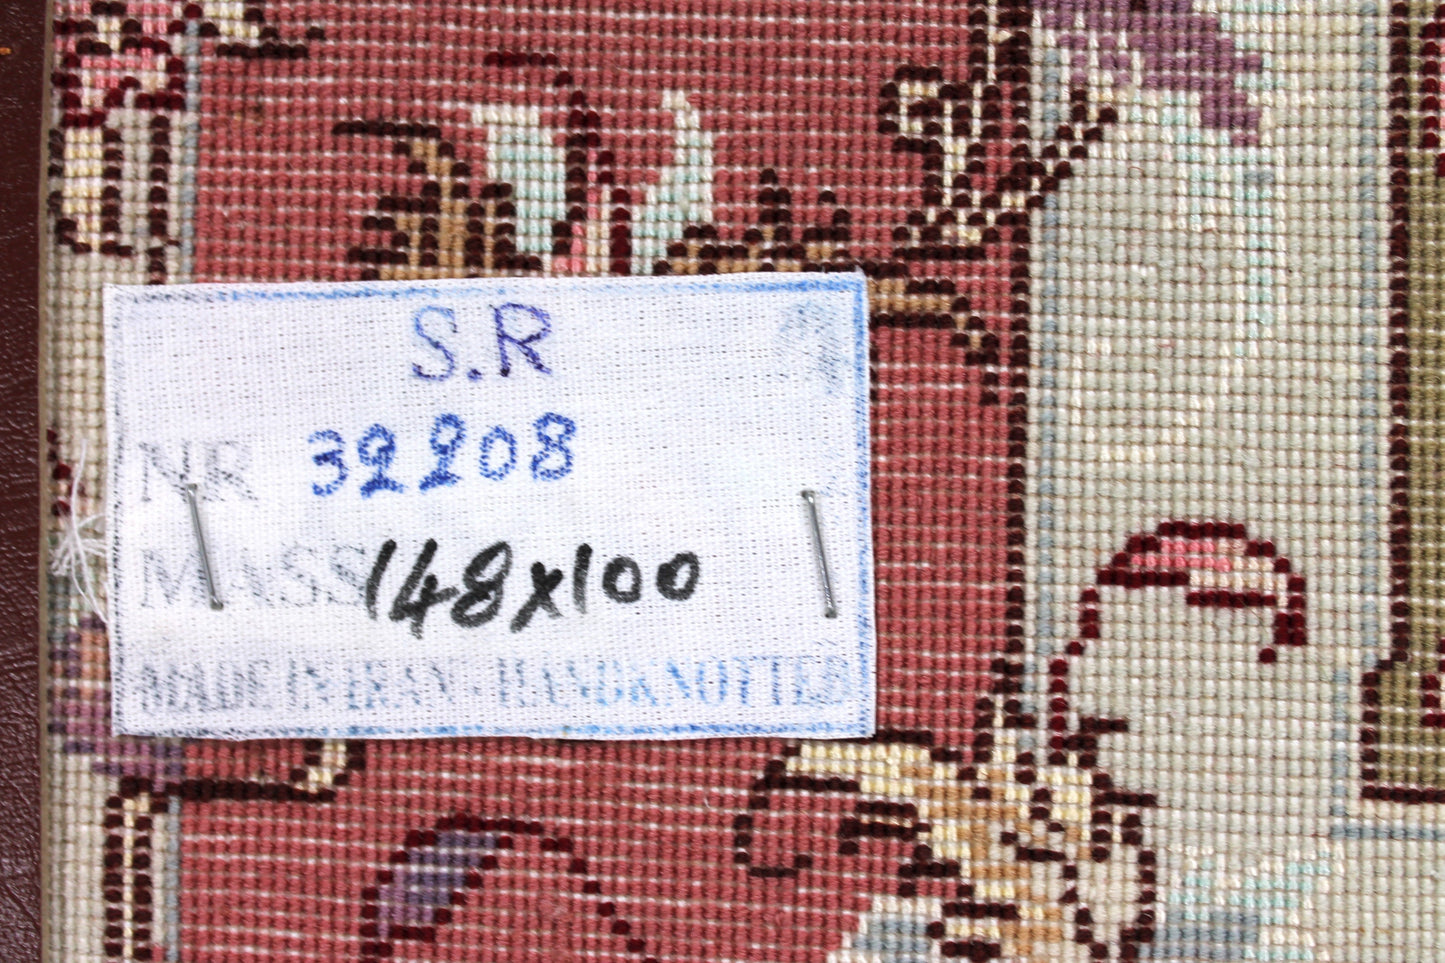 S.R
NR 32208
MASS 148x100
MADE IN IRAN - HANDKNOTTED